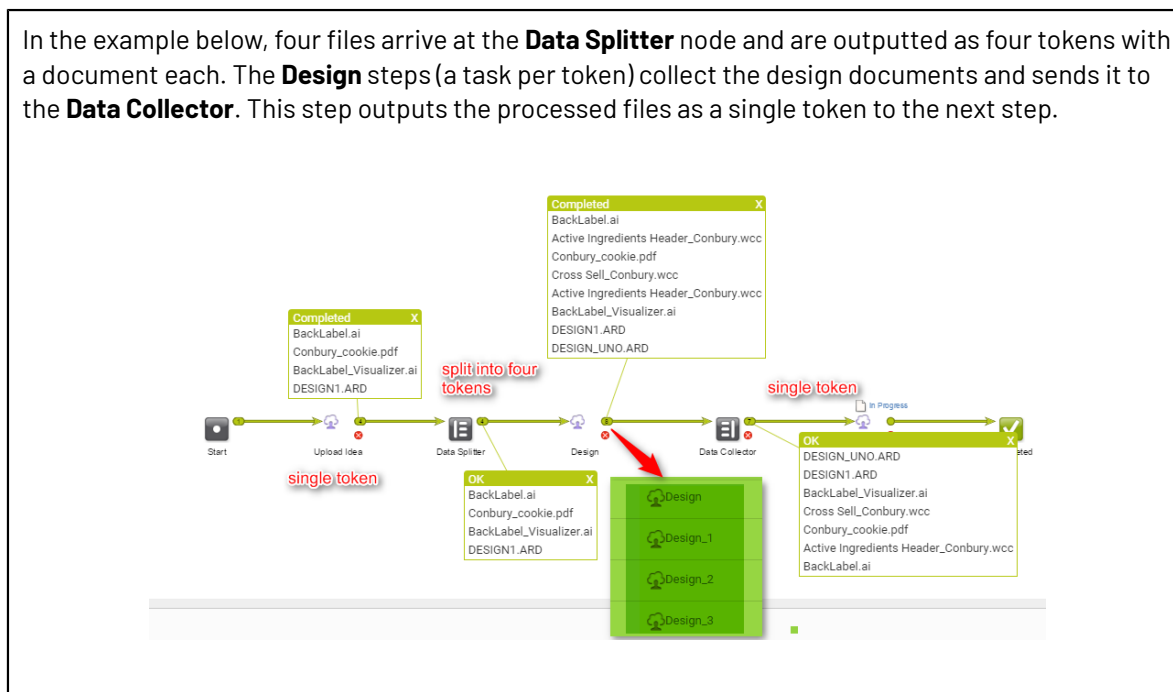 In the example below, four files arrive at the Data Splitter node and are outputted as four tokens with
a document each. The Design steps (a task per token) collect the design documents and sends it to
the Data Collector. This step outputs the processed files as a single token to the next step.
Completed X
BackLabel.ai
Active Ingredients Header_Conbury.wcc
Conbury_cookie.pdf
Cross Sell_Conbury.wcc
Active Ingredients Header_Conbury.wcc
BackLabel_Visualizer.ai
DESIGN1.ARD
DESIGN_UNO.ARD
Completed X
BackLabel.ai
Conbury_cookie.pdf
BackLabel_Visualizer.ai
DESIGN1.ARD
split into four
tokens
single token
In Progress
1
4
4
8
7
Start
Upload Idea
Data Splitter
Design
Data Collector
eted
single token
OK X
BackLabel.ai
Conbury_cookie.pdf
BackLabel_Visualizer.ai
DESIGN1.ARD
Design
Design_1
Design_2
Design_3
OK X
DESIGN_UNO.ARD
DESIGN1.ARD
BackLabel_Visualizer.ai
Cross Sell_Conbury.wcc
Conbury_cookie.pdf
Active Ingredients Header_Conbury.wcc
BackLabel.ai